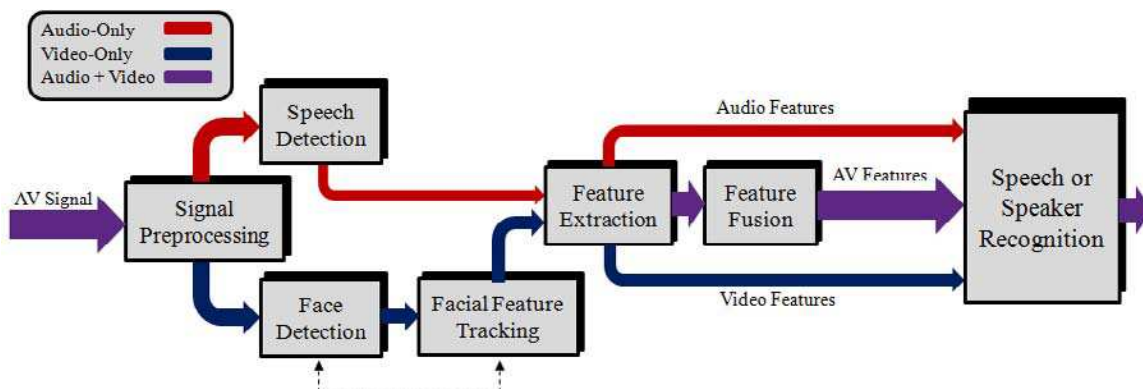 Audio-Only
Video-Only
Audio + Video
Speech
Detection
Audio Features
AV Signal
Signal
Preprocessing
Feature
Extraction
Feature
Fusion
AV Features
Speech or
Speaker
Recognition
Face
Detection
Facial Feature
Tracking
Video Features